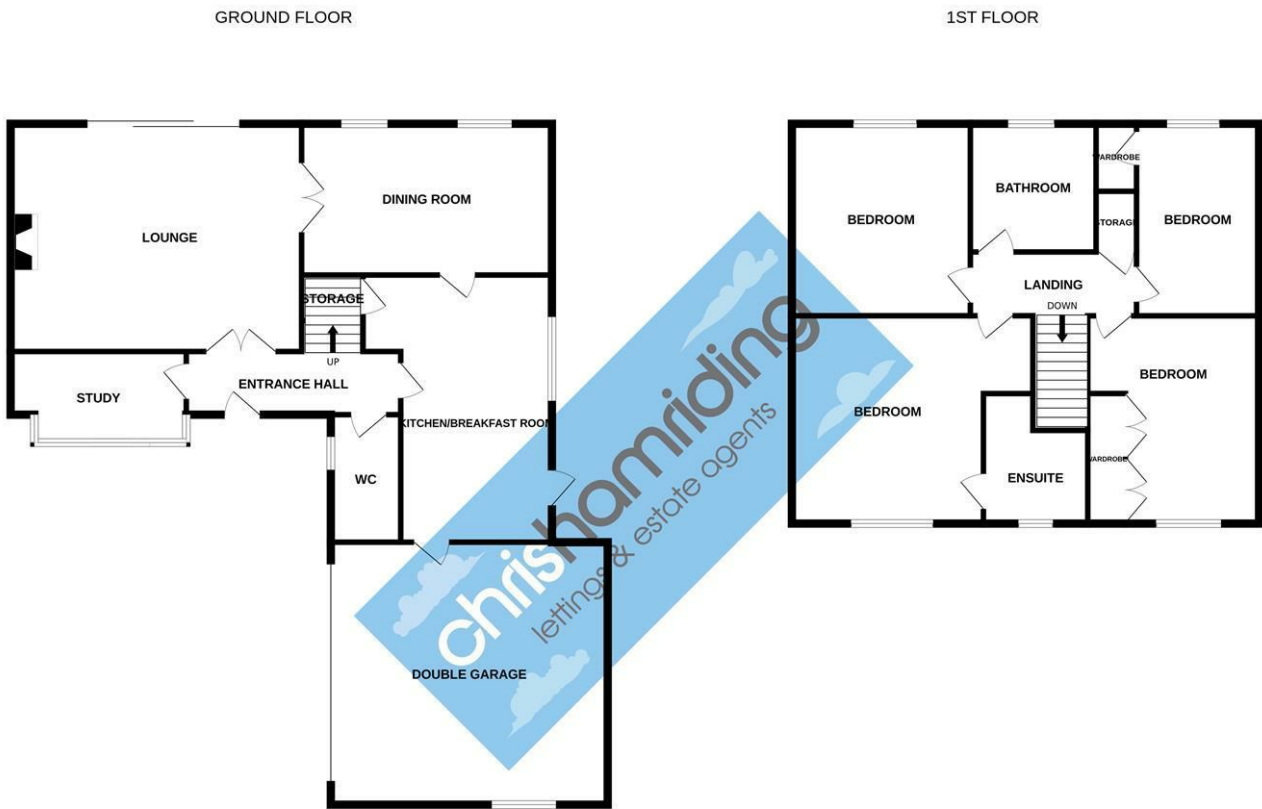 GROUND FLOOR
1ST FLOOR
LOUNGE
DINING ROOM
STORAGE
UP
STUDY
ENTRANCE HALL
KITCHEN/BREAKFAST ROOM
WC
DOUBLE GARAGE
BEDROOM
BATHROOM
WARDROBE
STORAGE
BEDROOM
LANDING
DOWN
BEDROOM
BEDROOM
ENSUITE
WARDROBE
chrishamriding
lettings & estate agents